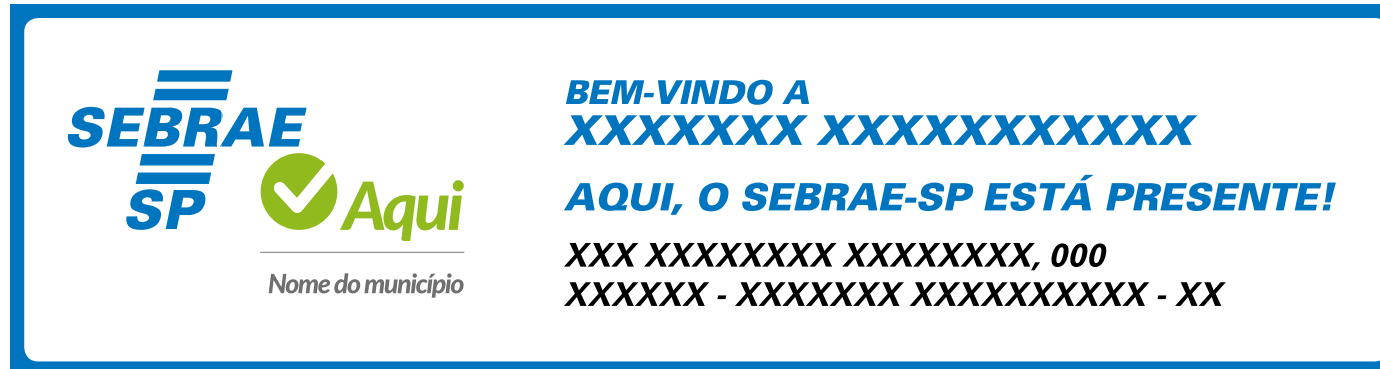 SEBRAE
SP
Aqui
Nome do município
BEM-VINDO A
XXXXXXX XXXXXXXXXXX
AQUI, O SEBRAE-SP ESTÁ PRESENTE!
XXX XXXXXXXX XXXXXXXX, 000
XXXXXX - XXXXXXX XXXXXXXXXX - XX